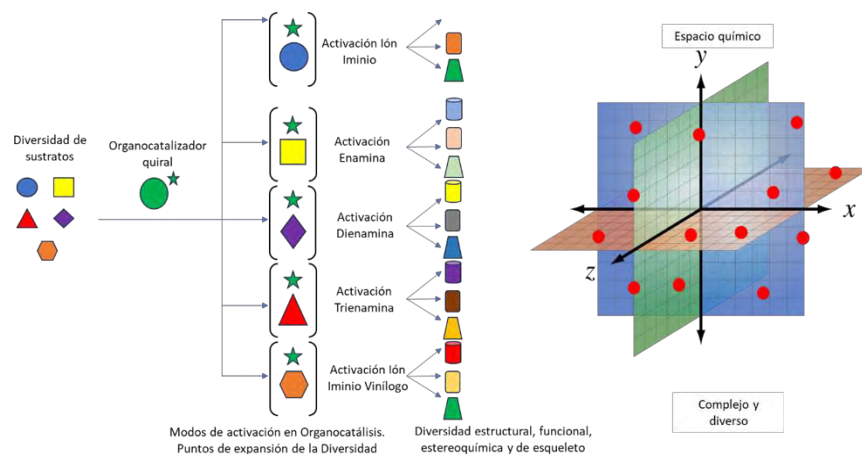 Diversidad de
sustratos
Organocatalizador
quiral
Activación Ión
Iminio
Activación
Enamina
Activación
Dienamina
Activación
Trienamina
Activación Ión
Iminio Vinílogo
Modos de activación en Organocatálisis.
Puntos de expansión de la Diversidad
Diversidad estructural, funcional,
estereoquímica y de esqueleto
Espacio químico
y
x
z
Complejo y
diverso